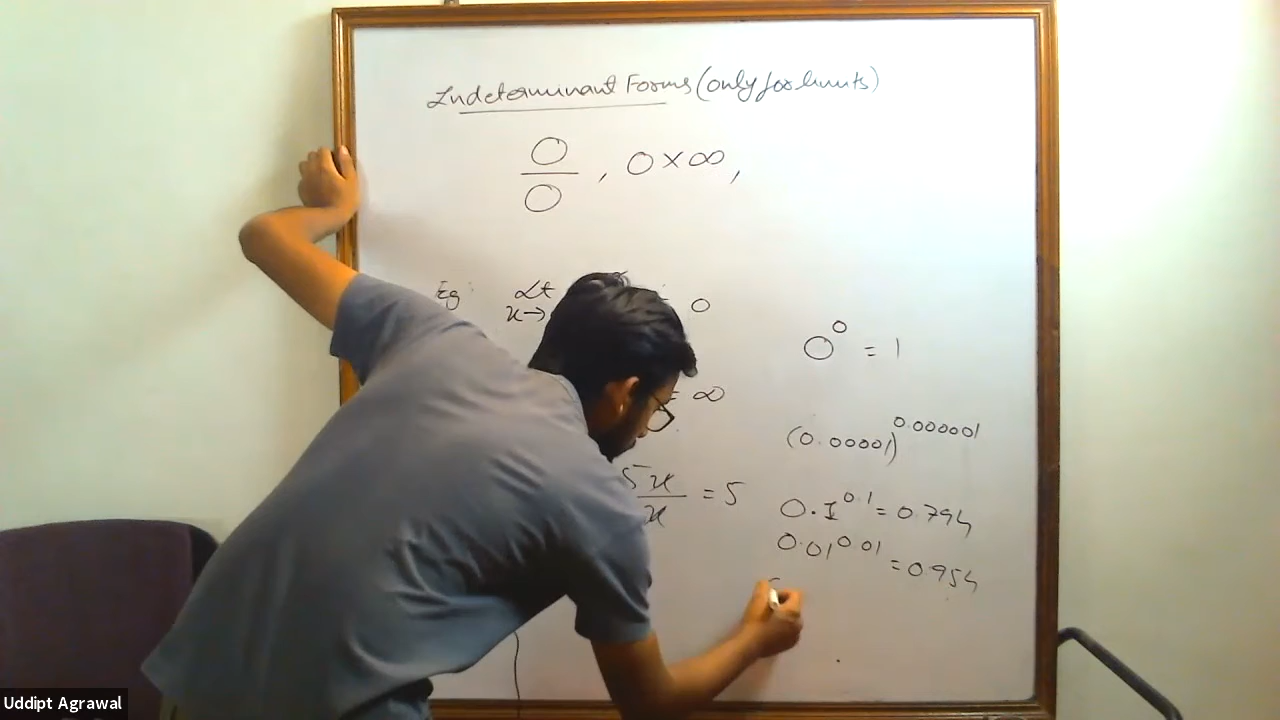 Indeterminant Forms (only for limits)
0/0 , 0 × ∞ ,
Eg: Lt 0
x→
0⁰ = 1
= ∞
(0.00001)^0.000001
5x/x = 5
0.1^0.1 = 0.794
0.01^0.01 = 0.954
Uddipt Agrawal